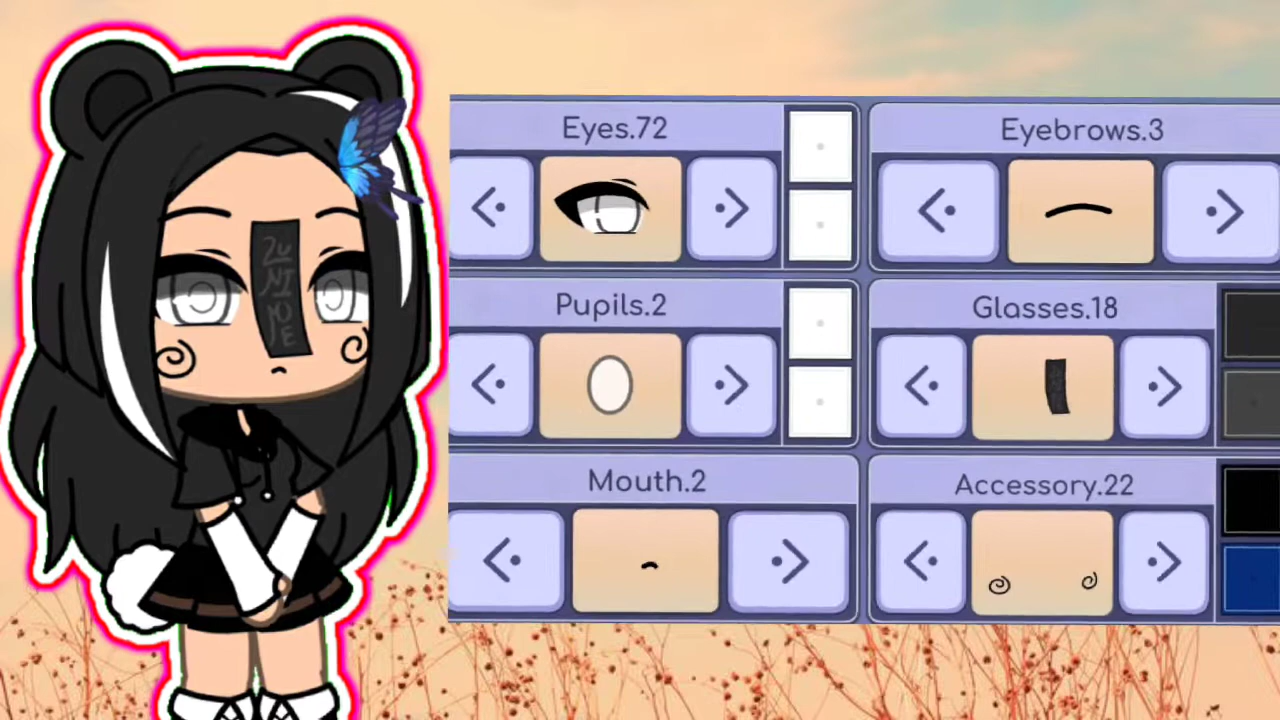 Eyes.72
Eyebrows.3
Pupils.2
Glasses.18
Mouth.2
Accessory.22